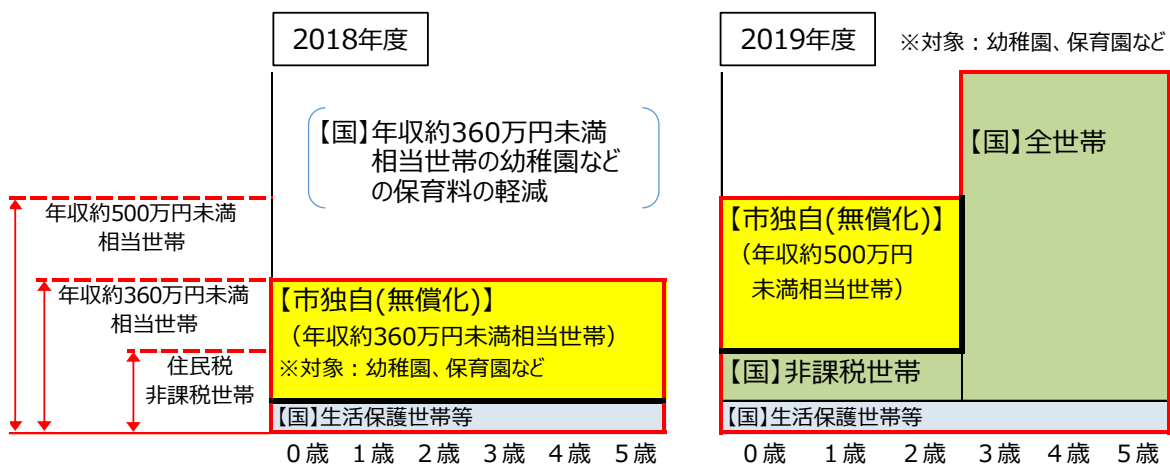 2018年度
【国】年収約360万円未満
相当世帯の幼稚園など
の保育料の軽減
年収約500万円未満
相当世帯
年収約360万円未満
相当世帯
住民税
非課税世帯
【市独自(無償化)】
（年収約360万円未満相当世帯）
※対象：幼稚園、保育園など
【国】生活保護世帯等
０歳 １歳 ２歳 ３歳 ４歳 ５歳
2019年度
※対象：幼稚園、保育園など
【国】全世帯
【市独自(無償化)】
（年収約500万円
未満相当世帯）
【国】非課税世帯
【国】生活保護世帯等
０歳 １歳 ２歳 ３歳 ４歳 ５歳